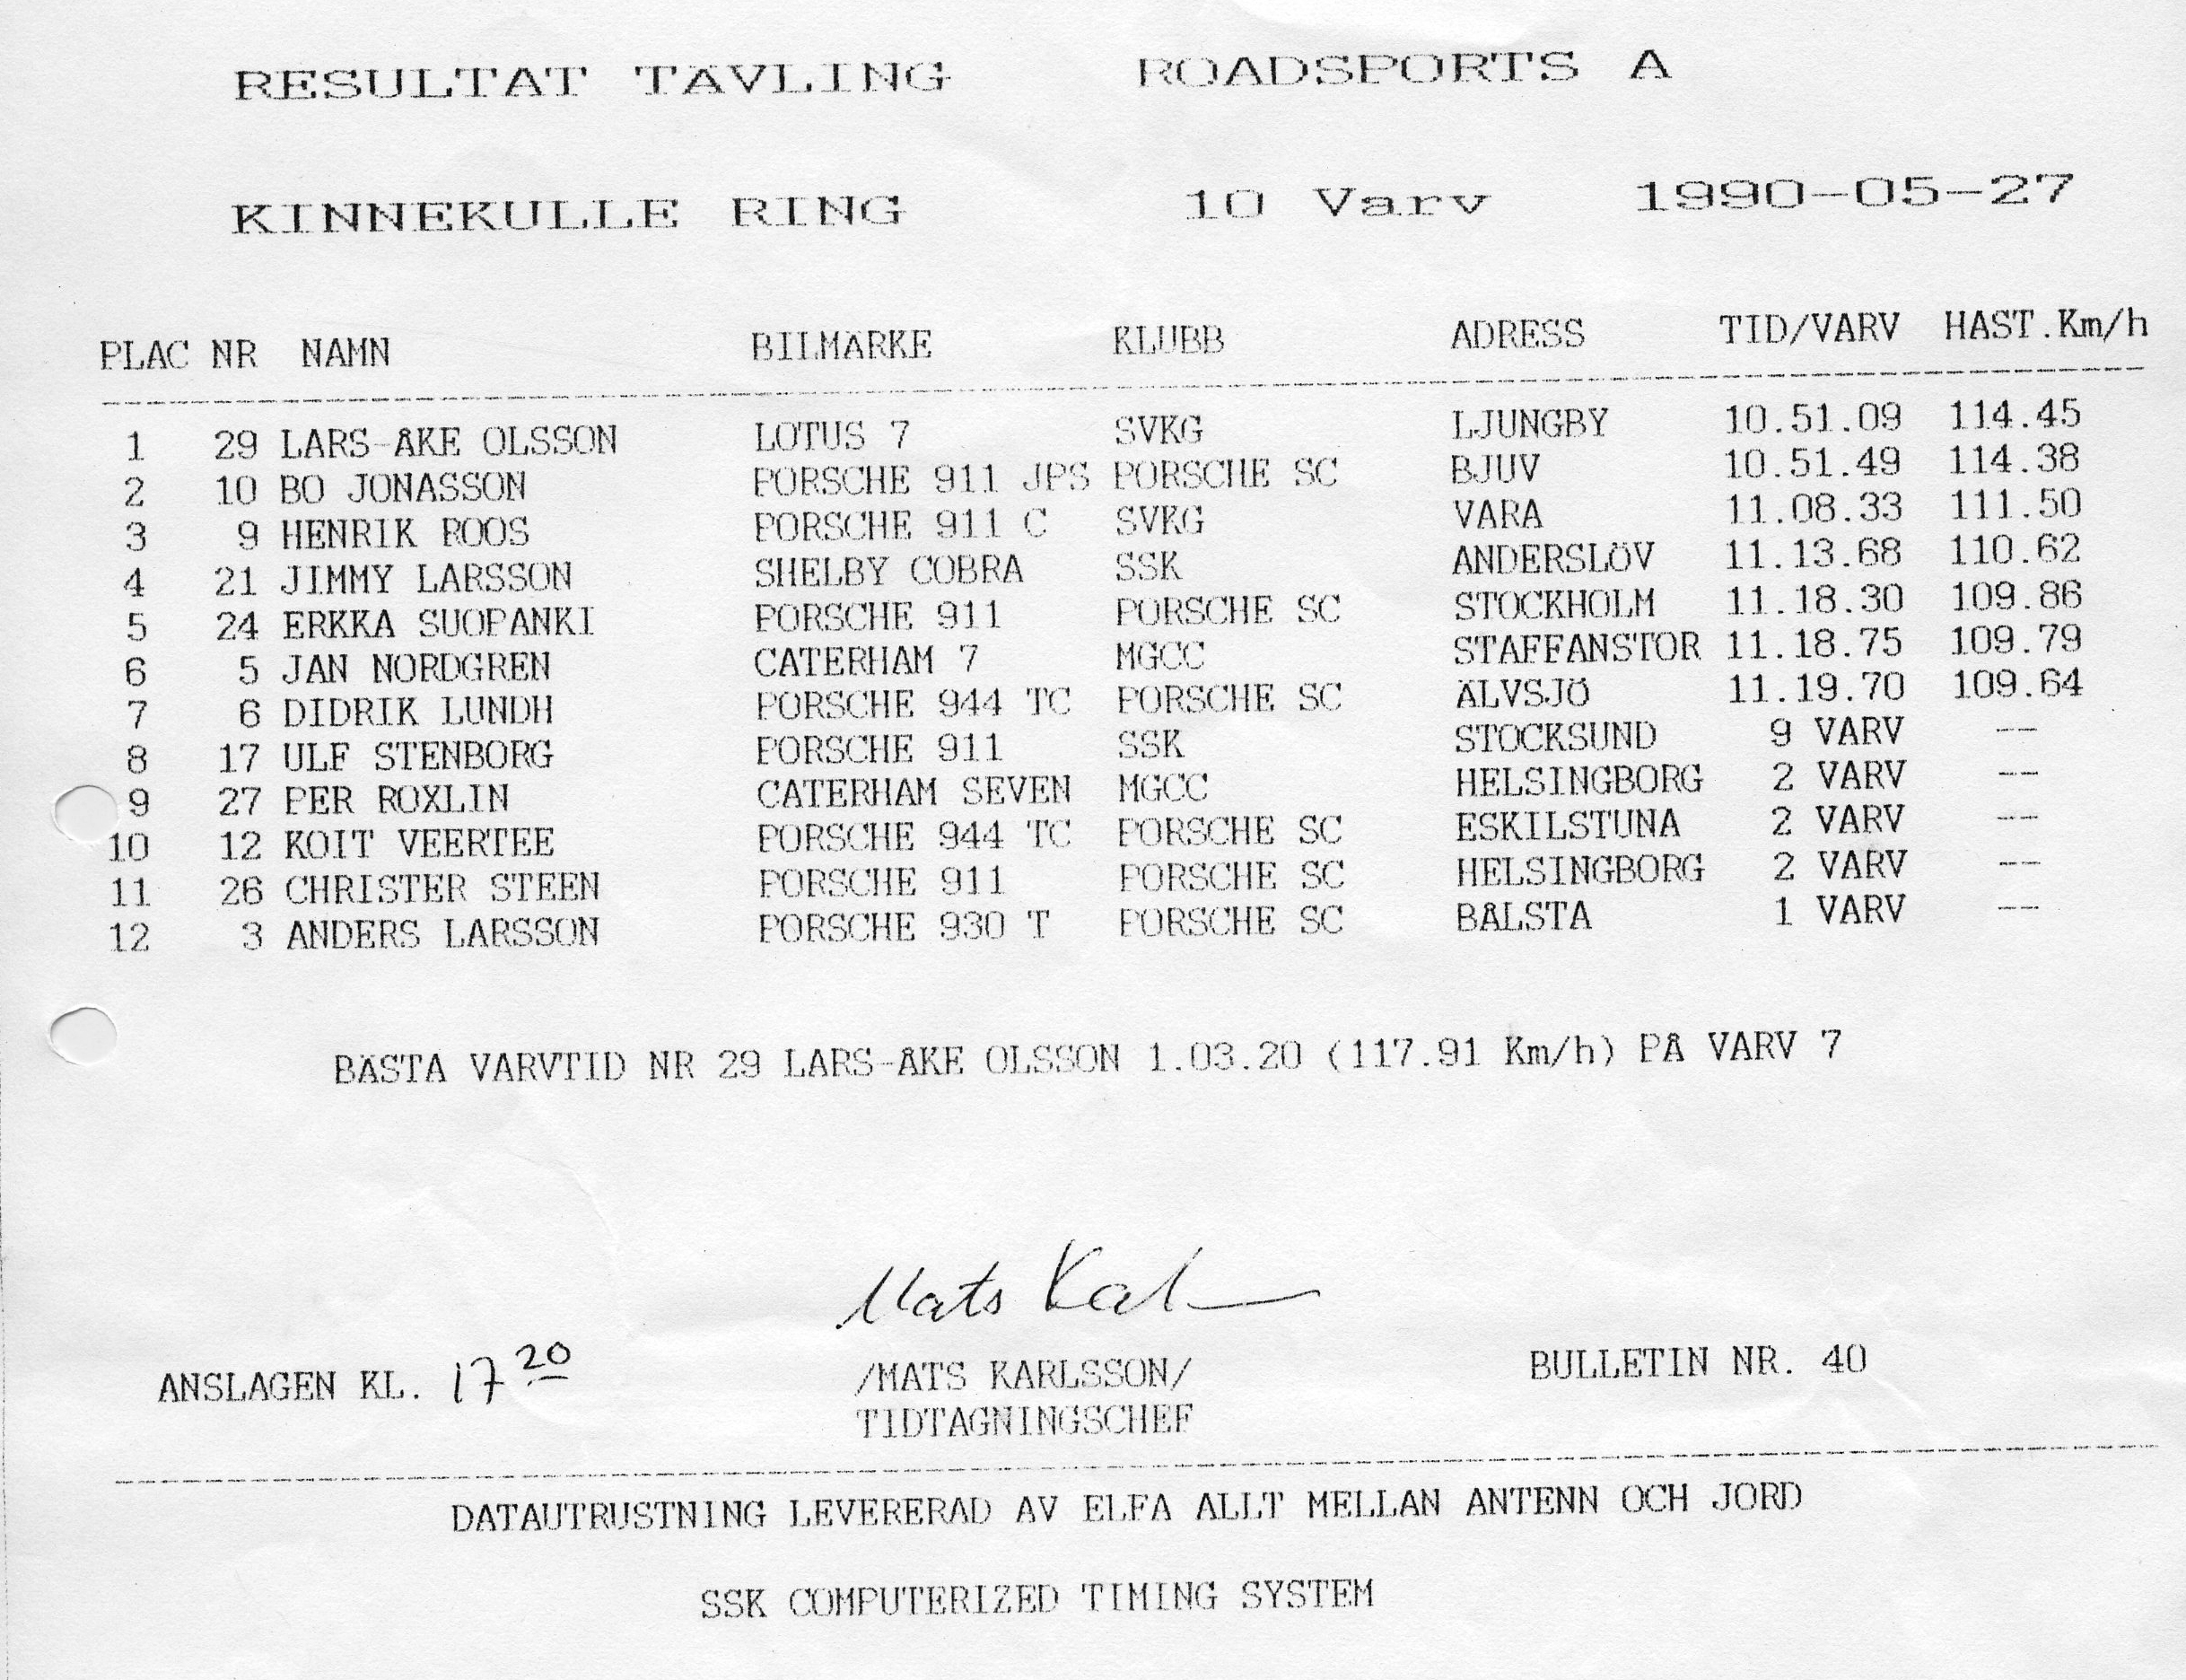 RESULTAT TÄVLING ROADSPORTS A
KINNEKULLE RING 10 Varv 1990-05-27
PLAC NR NAMN BILMÄRKE KLUBB ADRESS TID/VARV HAST.Km/h
1 29 LARS-ÅKE OLSSON LOTUS 7 SVKG LJUNGBY 10.51.09 114.45
2 10 BO JONASSON PORSCHE 911 JPS PORSCHE SC BJUV 10.51.49 114.38
3 9 HENRIK ROOS PORSCHE 911 C SVKG VARA 11.08.33 111.50
4 21 JIMMY LARSSON SHELBY COBRA SSK ANDERSLÖV 11.13.68 110.62
5 24 ERKKA SUOPANKI PORSCHE 911 PORSCHE SC STOCKHOLM 11.18.30 109.86
6 5 JAN NORDGREN CATERHAM 7 MGCC STAFFANSTOR 11.18.75 109.79
7 6 DIDRIK LUNDH PORSCHE 944 TC PORSCHE SC ÄLVSJÖ 11.19.70 109.64
8 17 ULF STENBORG PORSCHE 911 SSK STOCKSUND 9 VARV --
9 27 PER ROXLIN CATERHAM SEVEN MGCC HELSINGBORG 2 VARV --
10 12 KOIT VEERTEE PORSCHE 944 TC PORSCHE SC ESKILSTUNA 2 VARV --
11 26 CHRISTER STEEN PORSCHE 911 PORSCHE SC HELSINGBORG 2 VARV --
12 3 ANDERS LARSSON PORSCHE 930 T PORSCHE SC BÅLSTA 1 VARV --
BÄSTA VARVTID NR 29 LARS-ÅKE OLSSON 1.03.20 (117.91 Km/h) PÅ VARV 7
Mats
ANSLAGEN KL. 17 20 /MATS KARLSSON/ BULLETIN NR. 40
TIDTAGNINGSCHEF
DATAUTRUSTNING LEVERERAD AV ELFA ALLT MELLAN ANTENN OCH JORD
SSK COMPUTERIZED TIMING SYSTEM